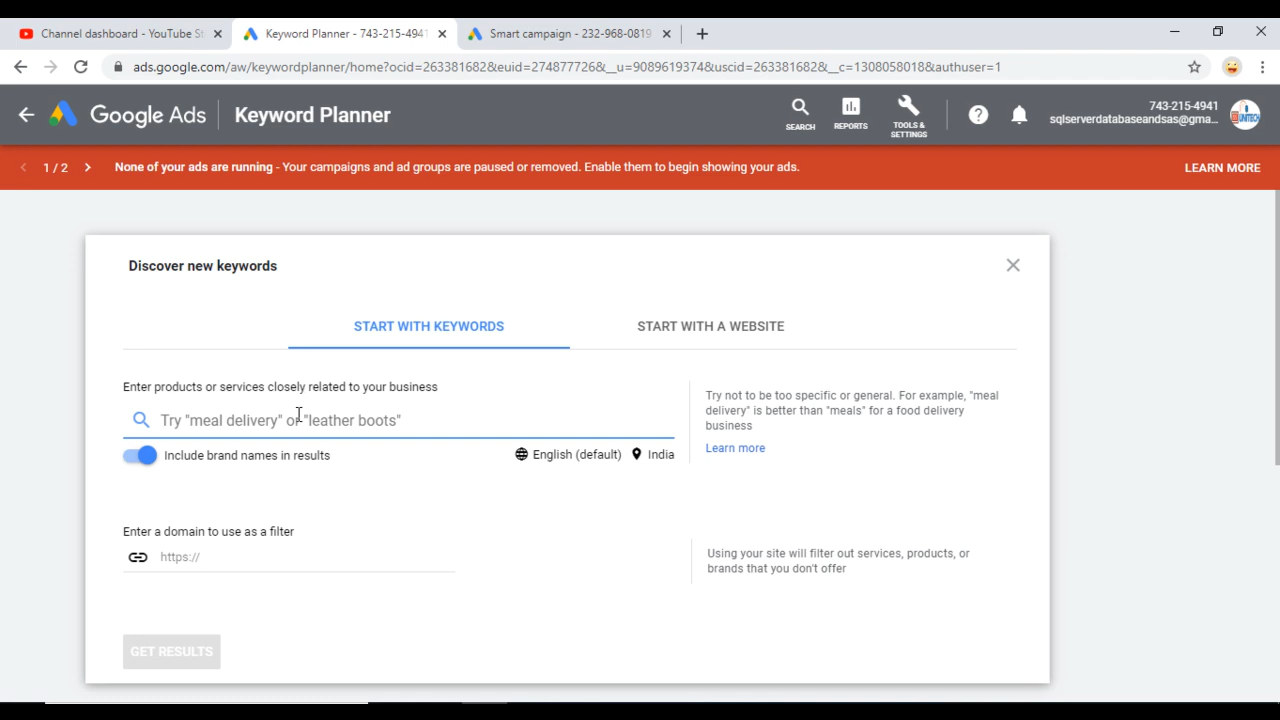 Channel dashboard - YouTube St
Keyword Planner - 743-215-4941
Smart campaign - 232-968-0819
ads.google.com/aw/keywordplanner/home?ocid=263381682&euid=274877726&__u=9089619374&uscid=263381682&__c=1308058018&authuser=1
Google Ads
Keyword Planner
SEARCH
REPORTS
TOOLS &
SETTINGS
743-215-4941
sqlserverdatabaseandsas@gma...
UNITECH
1 / 2
None of your ads are running - Your campaigns and ad groups are paused or removed. Enable them to begin showing your ads.
LEARN MORE
Discover new keywords
START WITH KEYWORDS
START WITH A WEBSITE
Enter products or services closely related to your business
Try "meal delivery" or "leather boots"
Include brand names in results
English (default)
India
Try not to be too specific or general. For example, "meal
delivery" is better than "meals" for a food delivery
business
Learn more
Enter a domain to use as a filter
https://
Using your site will filter out services, products, or
brands that you don't offer
GET RESULTS